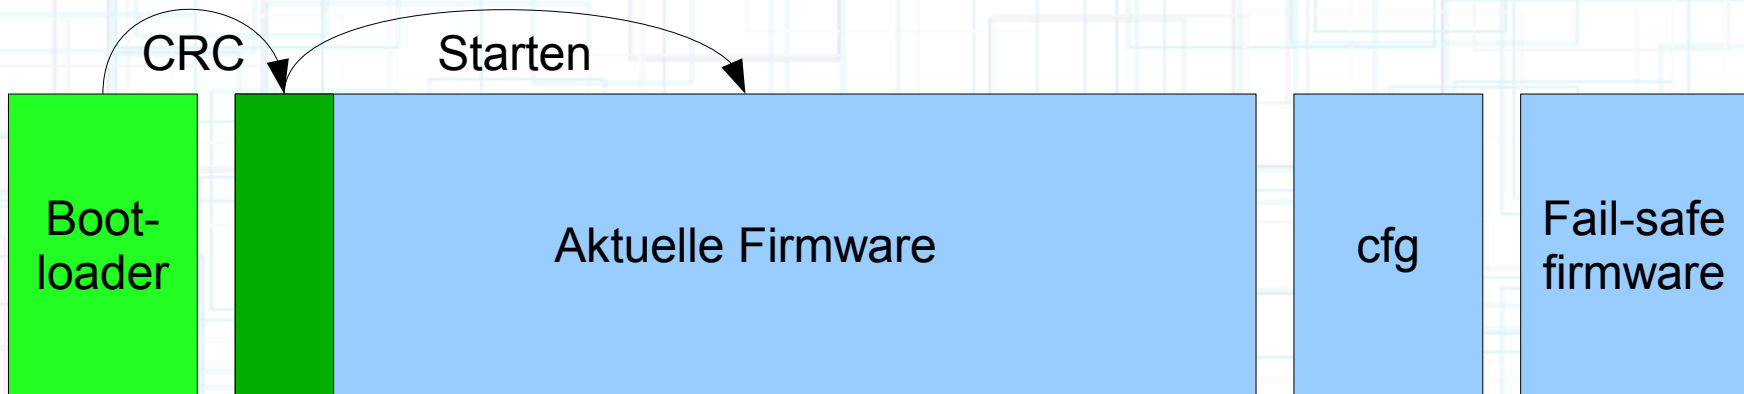 CRC
Starten
Boot-
loader
Aktuelle Firmware
cfg
Fail-safe
firmware